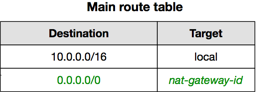 Main route table
Destination Target
10.0.0.0/16 local
0.0.0.0/0 nat-gateway-id